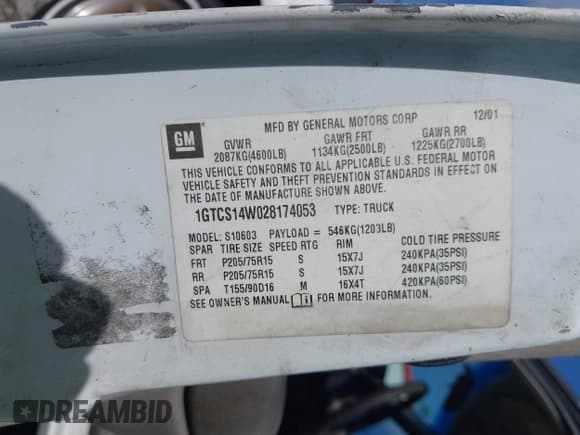 MFD BY GENERAL MOTORS CORP 12/01
GM
GVWR GAWR FRT GAWR RR
2087KG(4600LB) 1134KG(2500LB) 1225KG(2700LB)
THIS VEHICLE CONFORMS TO ALL APPLICABLE U.S. FEDERAL MOTOR
VEHICLE SAFETY AND THEFT PREVENTION STANDARDS IN EFFECT ON
THE DATE OF MANUFACTURE SHOWN ABOVE.
1GTCS14W028174053 TYPE: TRUCK
MODEL: S10603 PAYLOAD = 546KG(1203LB)
SPAR TIRE SIZE SPEED RTG RIM COLD TIRE PRESSURE
FRT P205/75R15 S 15X7J 240KPA(35PSI)
RR P205/75R15 S 15X7J 240KPA(35PSI)
SPA T155/90D16 M 16X4T 420KPA(60PSI)
SEE OWNER'S MANUAL FOR MORE INFORMATION.
DREAMBID